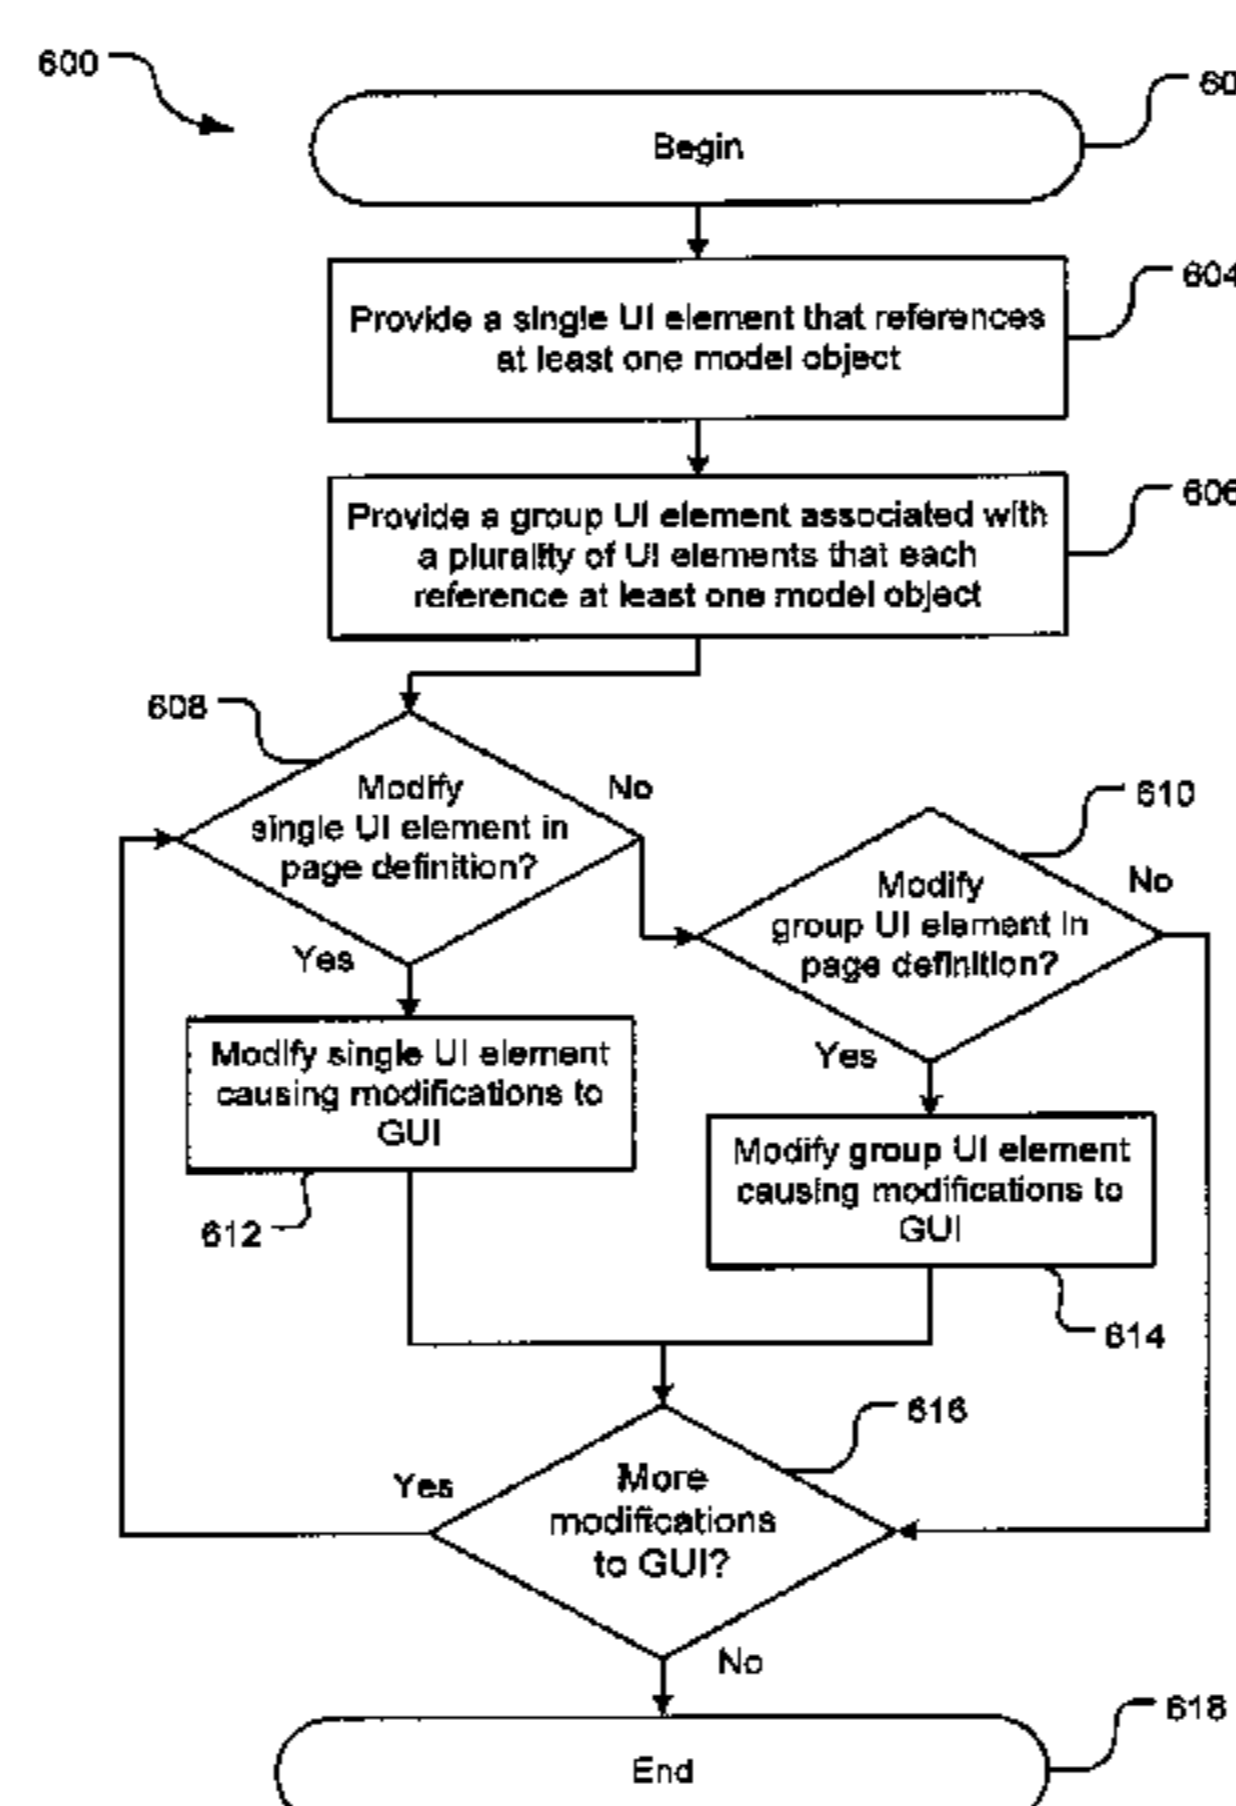 600
Begin
604
Provide a single UI element that references
at least one model object
606
Provide a group UI element associated with
a plurality of UI elements that each
reference at least one model object
608
Modify
single UI element in
page definition?
No
610
Modify
group UI element in
page definition?
No
Yes
Modify single UI element
causing modifications to
GUI
612
Yes
Modify group UI element
causing modifications to
GUI
614
616
More
modifications
to GUI?
Yes
No
618
End